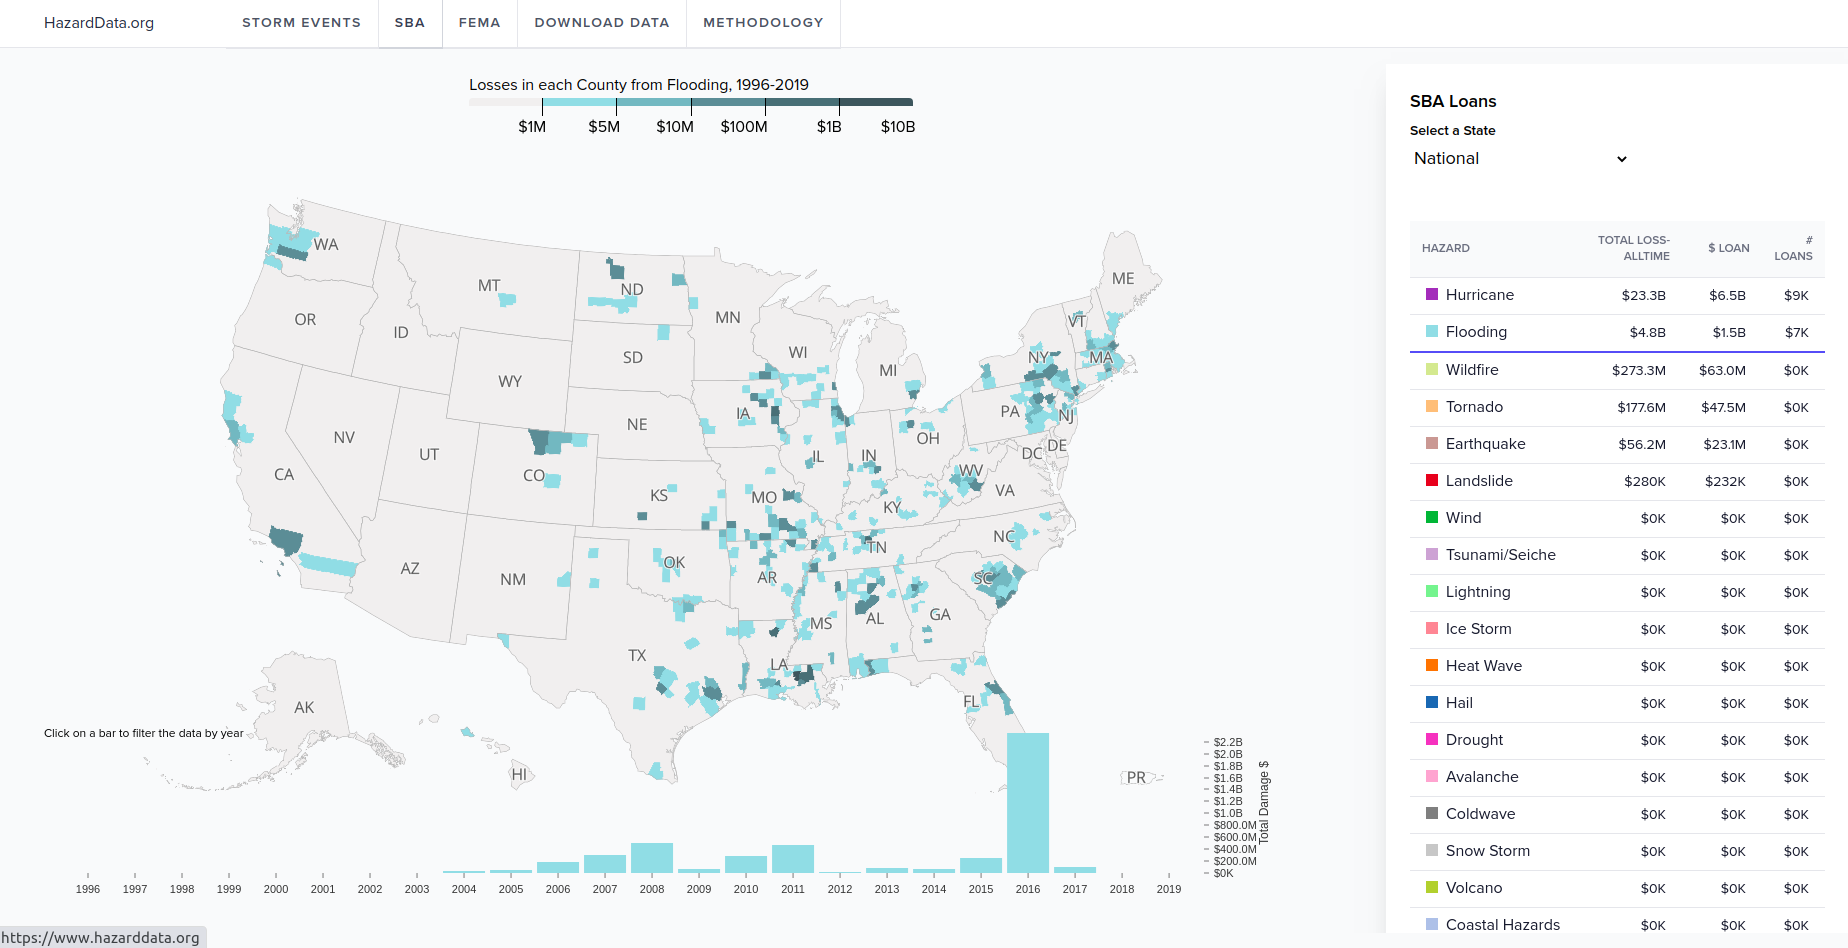 HazardData.org
STORM EVENTS
SBA
FEMA
DOWNLOAD DATA
METHODOLOGY
Losses in each County from Flooding, 1996-2019
$1M $5M $10M $100M $1B $10B
WA
MT
ND
MN
ME
OR
ID
VT
SD
WI
NY
MA
WY
MI
NE
IA
PA
NJ
NV
UT
CO
IL
IN
OH
DC
DE
CA
KS
MO
WV
VA
KY
NC
AZ
NM
OK
AR
TN
SC
MS
AL
GA
TX
LA
FL
AK
HI
PR
Click on a bar to filter the data by year
$2.2B
$2.0B
$1.8B
$1.6B
$1.4B
$1.2B
$1.0B
$800.0M
$600.0M
$400.0M
$200.0M
$0K
Total Damage $
1996 1997 1998 1999 2000 2001 2002 2003 2004 2005 2006 2007 2008 2009 2010 2011 2012 2013 2014 2015 2016 2017 2018 2019
SBA Loans
Select a State
National
HAZARD TOTAL LOSS-ALLTIME $ LOAN # LOANS
Hurricane $23.3B $6.5B $9K
Flooding $4.8B $1.5B $7K
Wildfire $273.3M $63.0M $0K
Tornado $177.6M $47.5M $0K
Earthquake $56.2M $23.1M $0K
Landslide $280K $232K $0K
Wind $0K $0K $0K
Tsunami/Seiche $0K $0K $0K
Lightning $0K $0K $0K
Ice Storm $0K $0K $0K
Heat Wave $0K $0K $0K
Hail $0K $0K $0K
Drought $0K $0K $0K
Avalanche $0K $0K $0K
Coldwave $0K $0K $0K
Snow Storm $0K $0K $0K
Volcano $0K $0K $0K
Coastal Hazards $0K $0K $0K
https://www.hazarddata.org